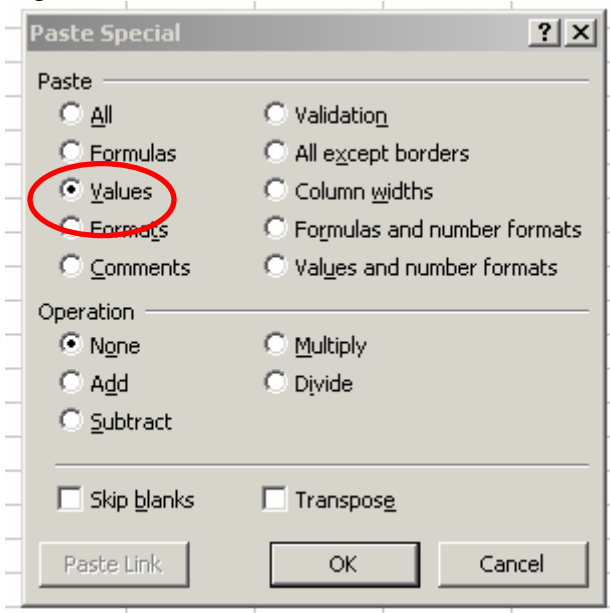 Paste Special
Paste
All Validation
Formulas All except borders
Values Column widths
Formats Formulas and number formats
Comments Values and number formats
Operation
None Multiply
Add Divide
Subtract
Skip blanks Transpose
Paste Link OK Cancel